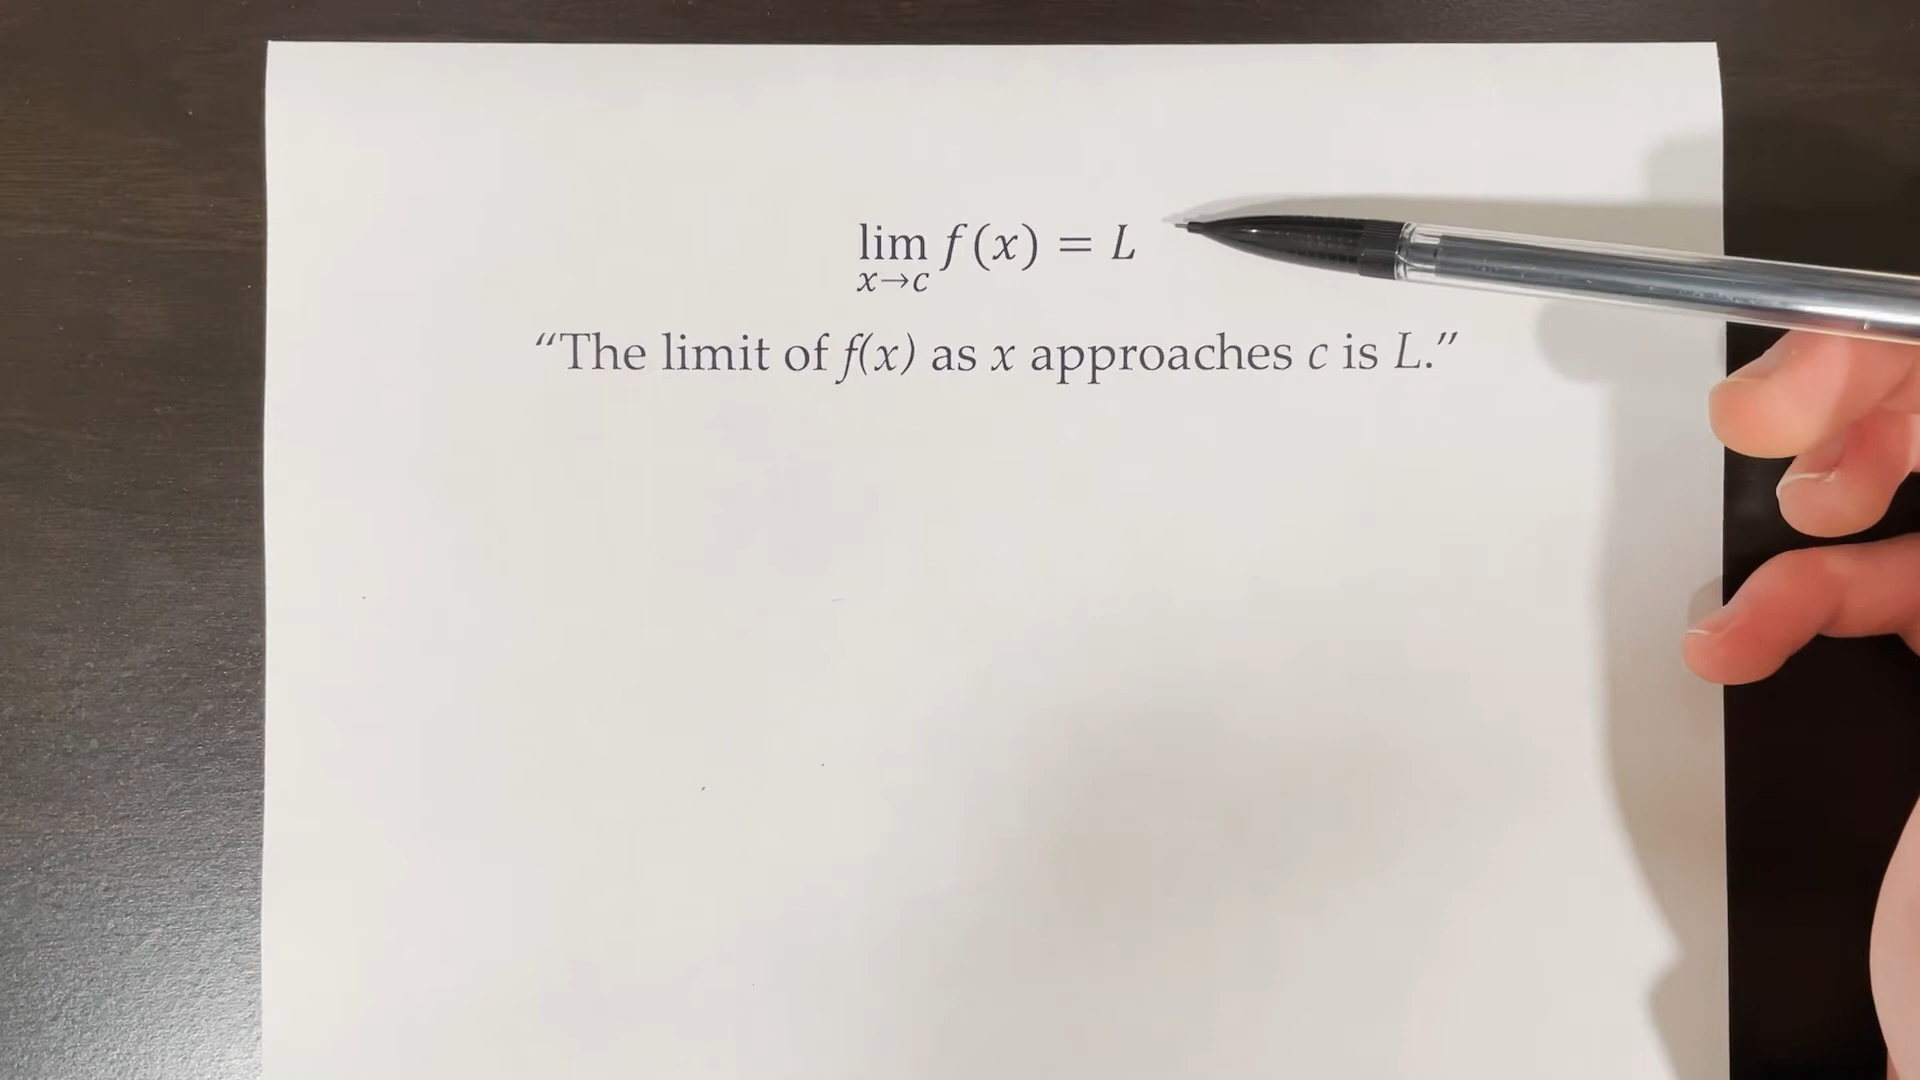 lim f(x) = L
x→c
“The limit of f(x) as x approaches c is L.”